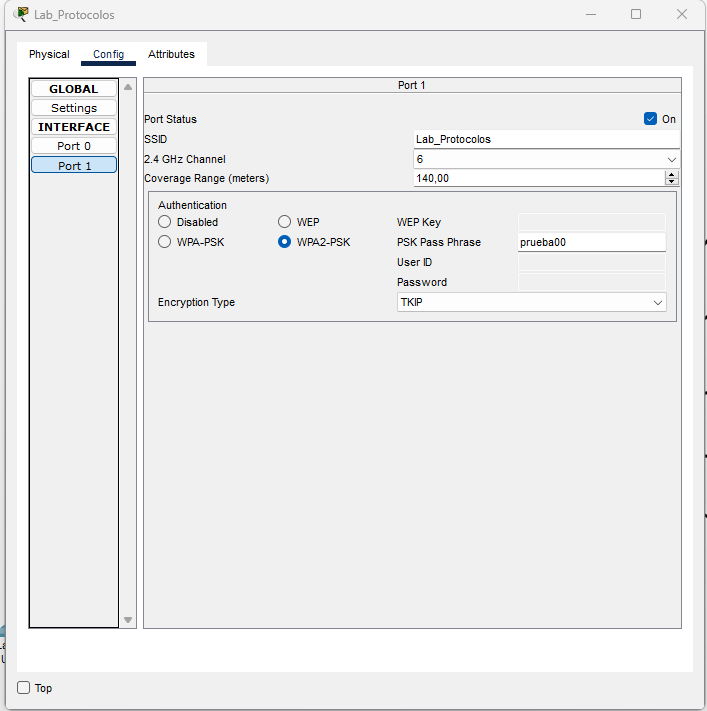 Lab_Protocolos
Physical Config Attributes
GLOBAL
Settings
INTERFACE
Port 0
Port 1
Port 1
Port Status On
SSID Lab_Protocolos
2.4 GHz Channel 6
Coverage Range (meters) 140,00
Authentication
Disabled WEP WEP Key
WPA-PSK WPA2-PSK PSK Pass Phrase prueba00
User ID
Password
Encryption Type TKIP
Top